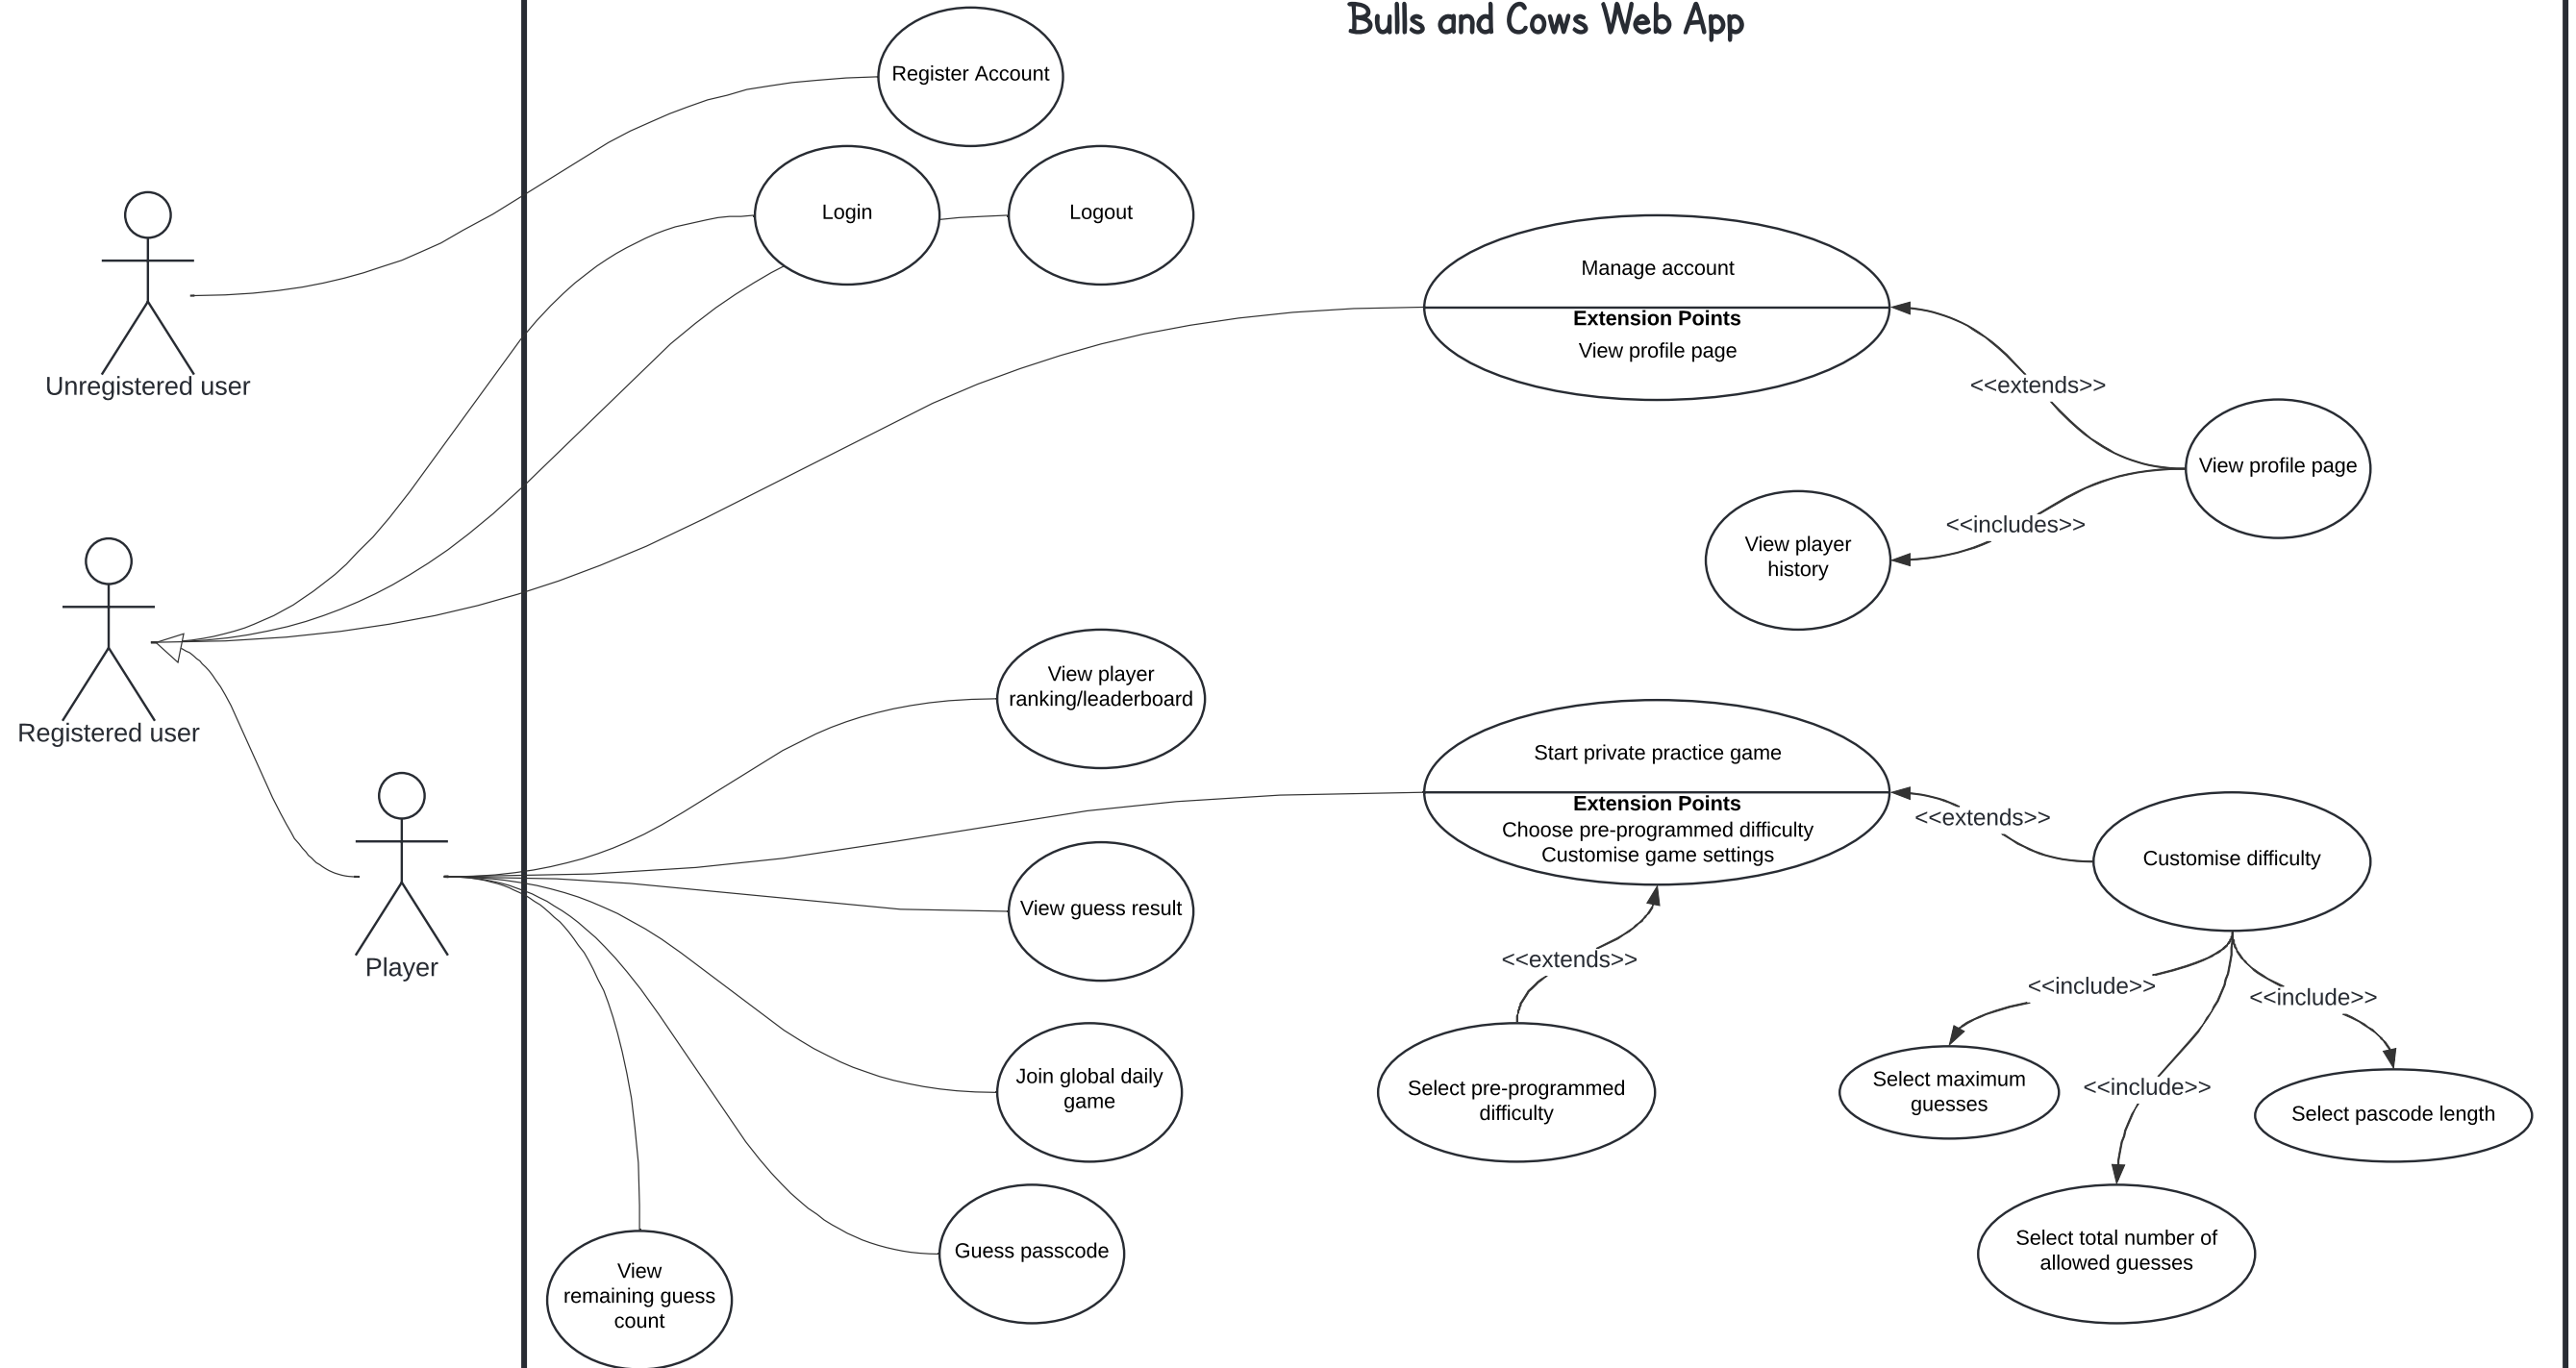 Bulls and Cows Web App
Register Account
Login
Logout
Unregistered user
Manage account
Extension Points
View profile page
<<extends>>
View profile page
<<includes>>
View player
history
Registered user
View player
ranking/leaderboard
Start private practice game
Extension Points
Choose pre-programmed difficulty
Customise game settings
<<extends>>
Customise difficulty
View guess result
Player
<<extends>>
<<include>>
<<include>>
Join global daily
game
Select pre-programmed
difficulty
Select maximum
guesses
<<include>>
Select pascode length
Guess passcode
Select total number of
allowed guesses
View
remaining guess
count